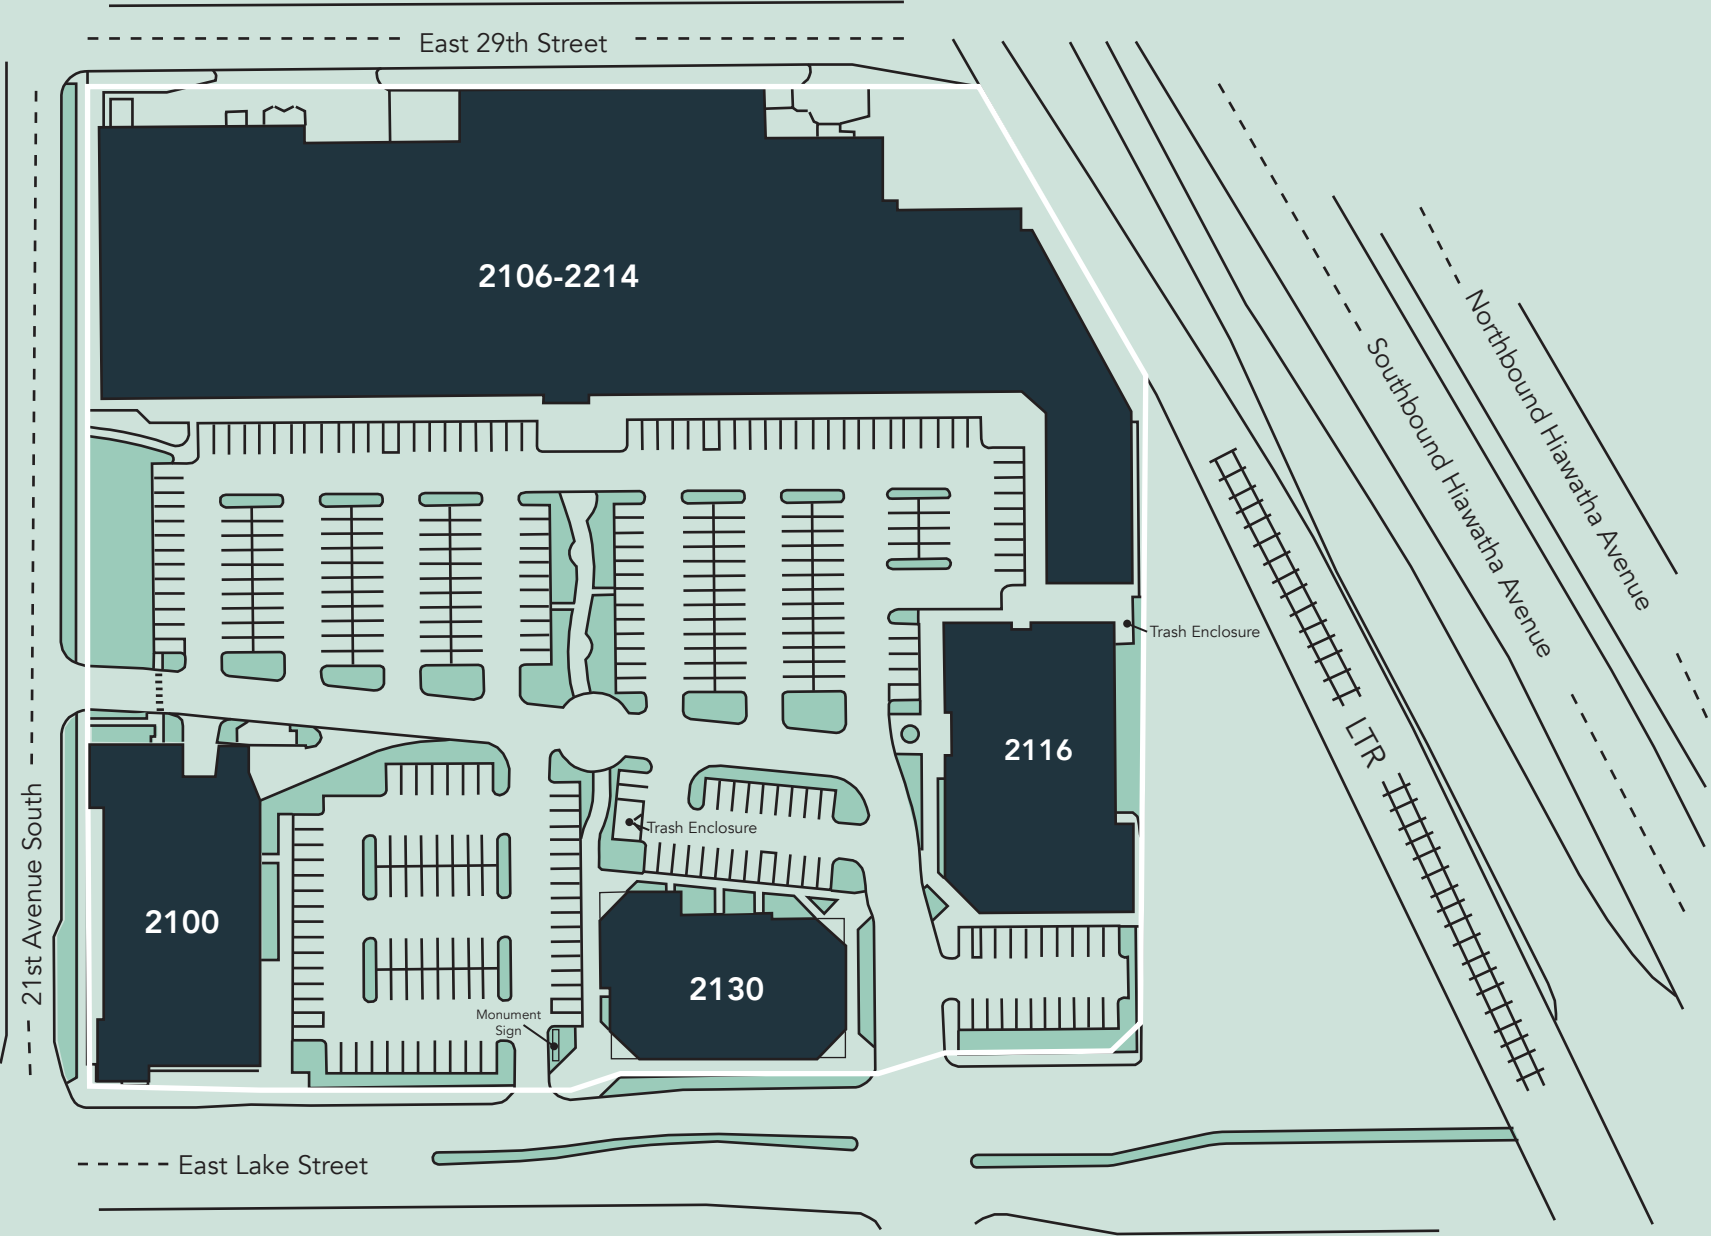 East 29th Street
2106-2214
Northbound Hiawatha Avenue
Southbound Hiawatha Avenue
Trash Enclosure
LTR
2116
21st Avenue South
Trash Enclosure
2100
2130
Monument
Sign
East Lake Street